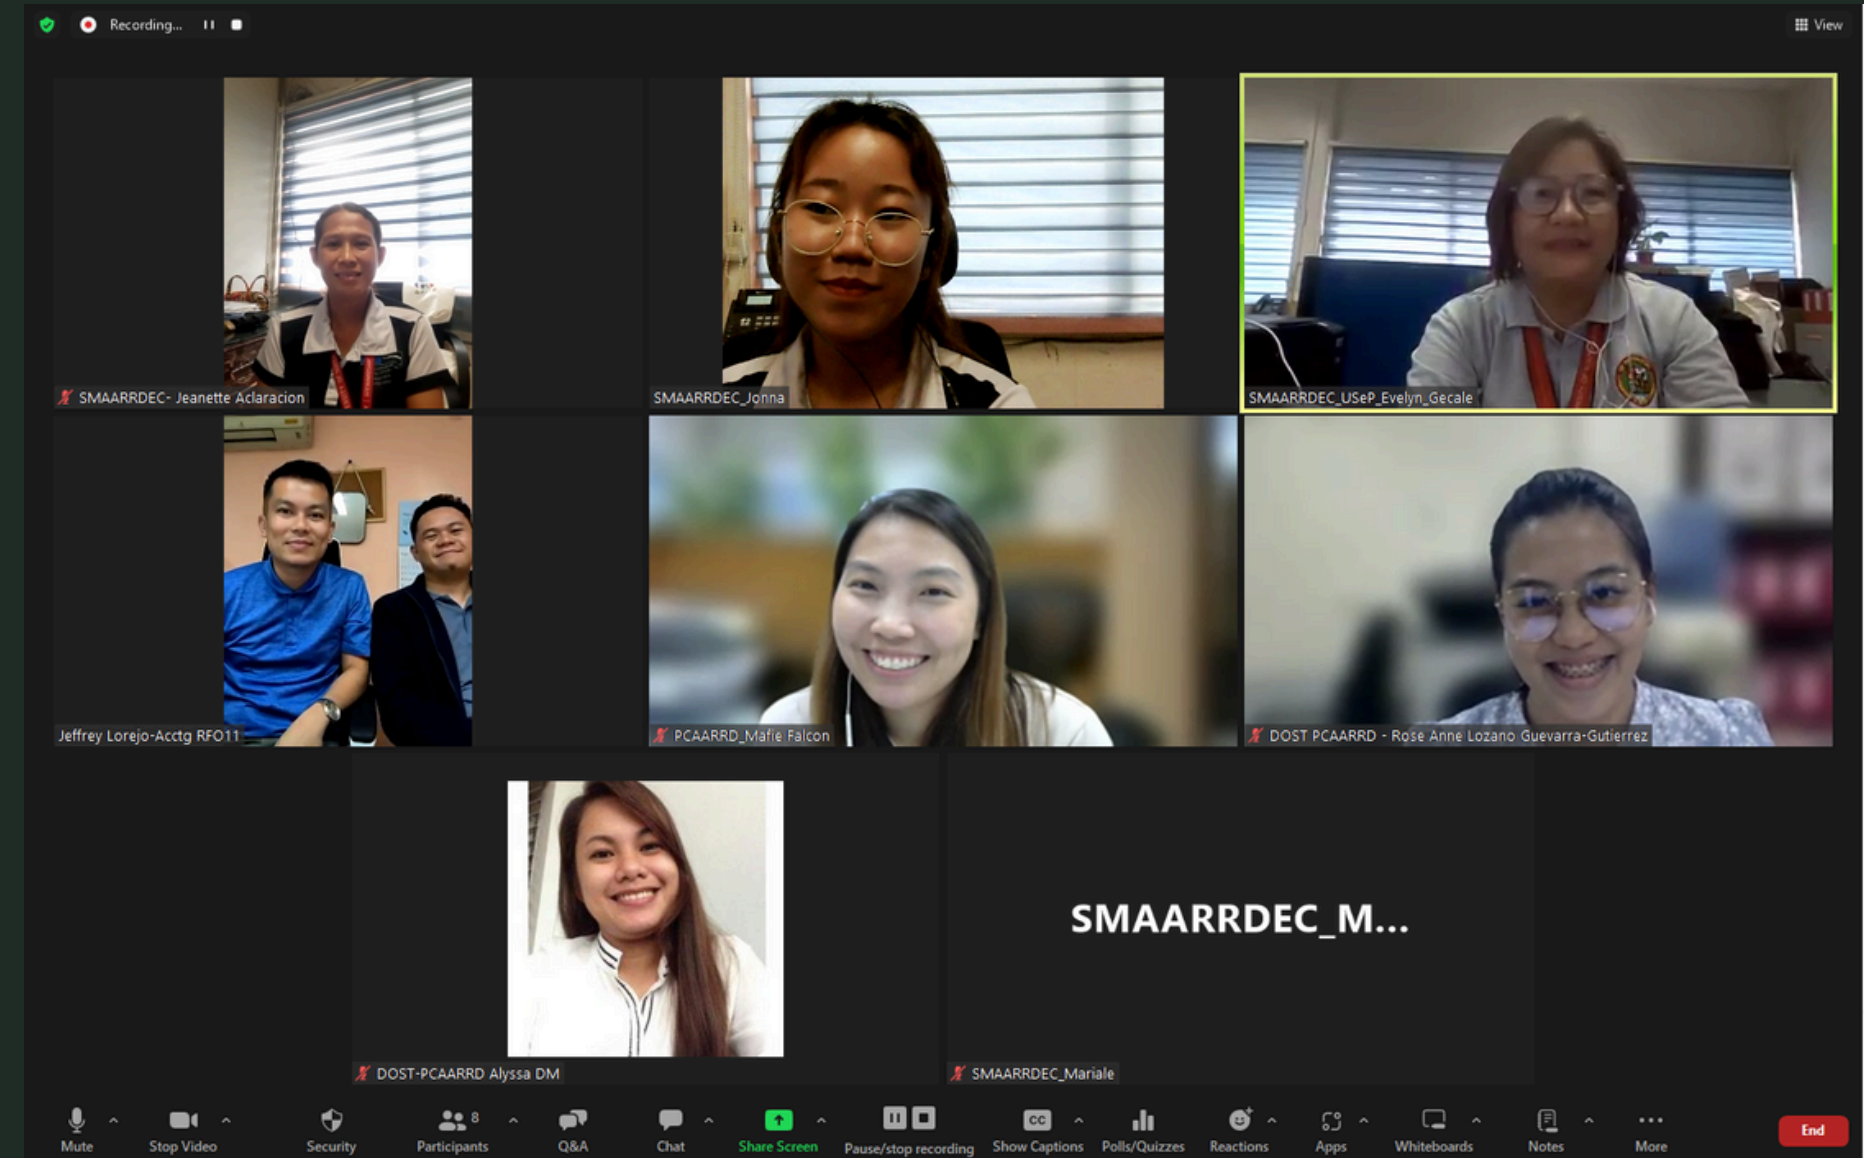 Recording...
View
SMAARRDEC- Jeanette Aclaracion
SMAARRDEC_Jonna
SMAARRDEC_USeP_Evelyn_Gecale
Jeffrey Lorejo-Acctg RFO11
PCAARRD_Mafie Falcon
DOST PCAARRD - Rose Anne Lozano Guevarra-Gutierrez
SMAARRDEC_M...
DOST-PCAARRD Alyssa DM
SMAARRDEC_Mariale
8
CC
Mute
Stop Video
Security
Participants
Q&A
Chat
Share Screen
Pause/stop recording
Show Captions
Polls/Quizzes
Reactions
Apps
Whiteboards
Notes
More
End